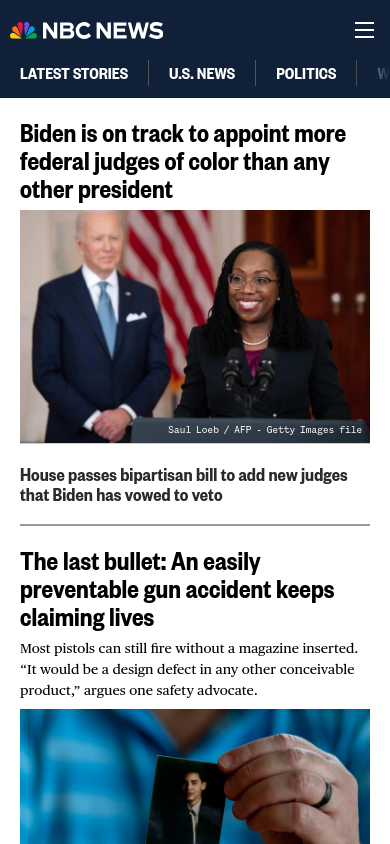 NBC NEWS
LATEST STORIES
U.S. NEWS
POLITICS
Biden is on track to appoint more
federal judges of color than any
other president
Saul Loeb / AFP - Getty Images file
House passes bipartisan bill to add new judges
that Biden has vowed to veto
The last bullet: An easily
preventable gun accident keeps
claiming lives
Most pistols can still fire without a magazine inserted.
“It would be a design defect in any other conceivable
product,” argues one safety advocate.